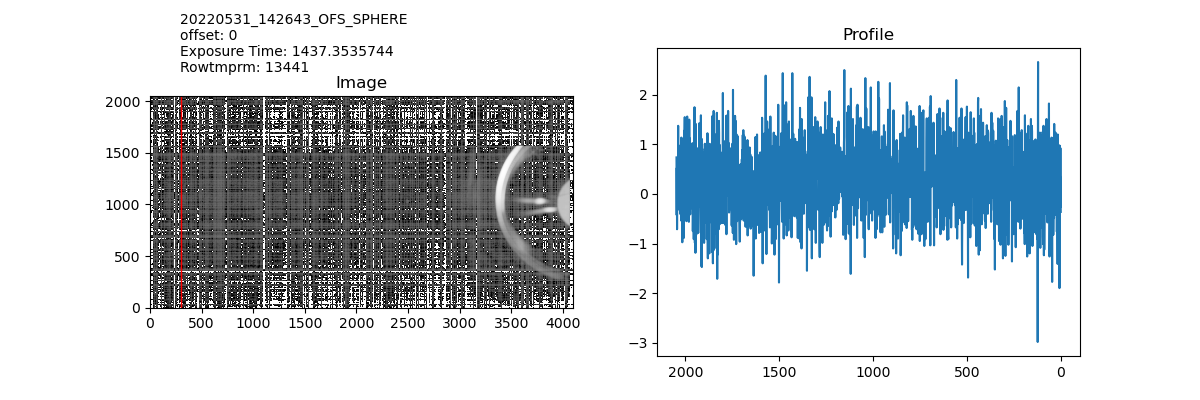 20220531_142643_OFS_SPHERE
offset: 0
Exposure Time: 1437.3535744
Rowtmprm: 13441
Image
2000
1500
1000
500
0
0 500 1000 1500 2000 2500 3000 3500 4000
Profile
2
1
0
−1
−2
−3
2000 1500 1000 500 0